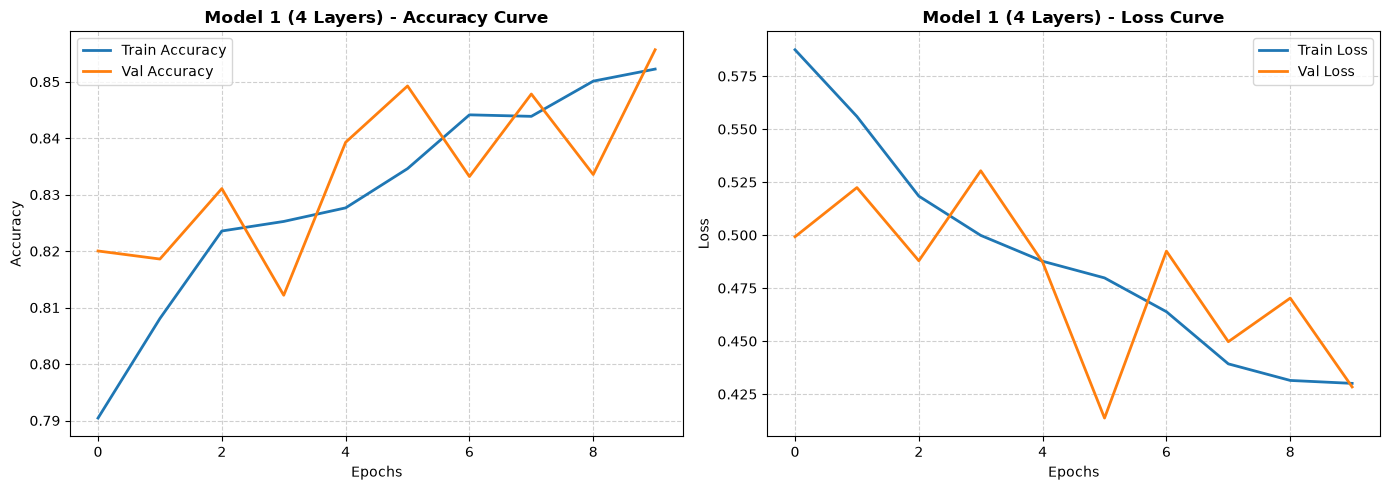 Model 1 (4 Layers) - Accuracy Curve
Train Accuracy
Val Accuracy
0.85
0.84
0.83
0.82
0.81
0.80
0.79
Accuracy
0 2 4 6 8
Epochs
Model 1 (4 Layers) - Loss Curve
Train Loss
Val Loss
0.575
0.550
0.525
0.500
0.475
0.450
0.425
Loss
0 2 4 6 8
Epochs